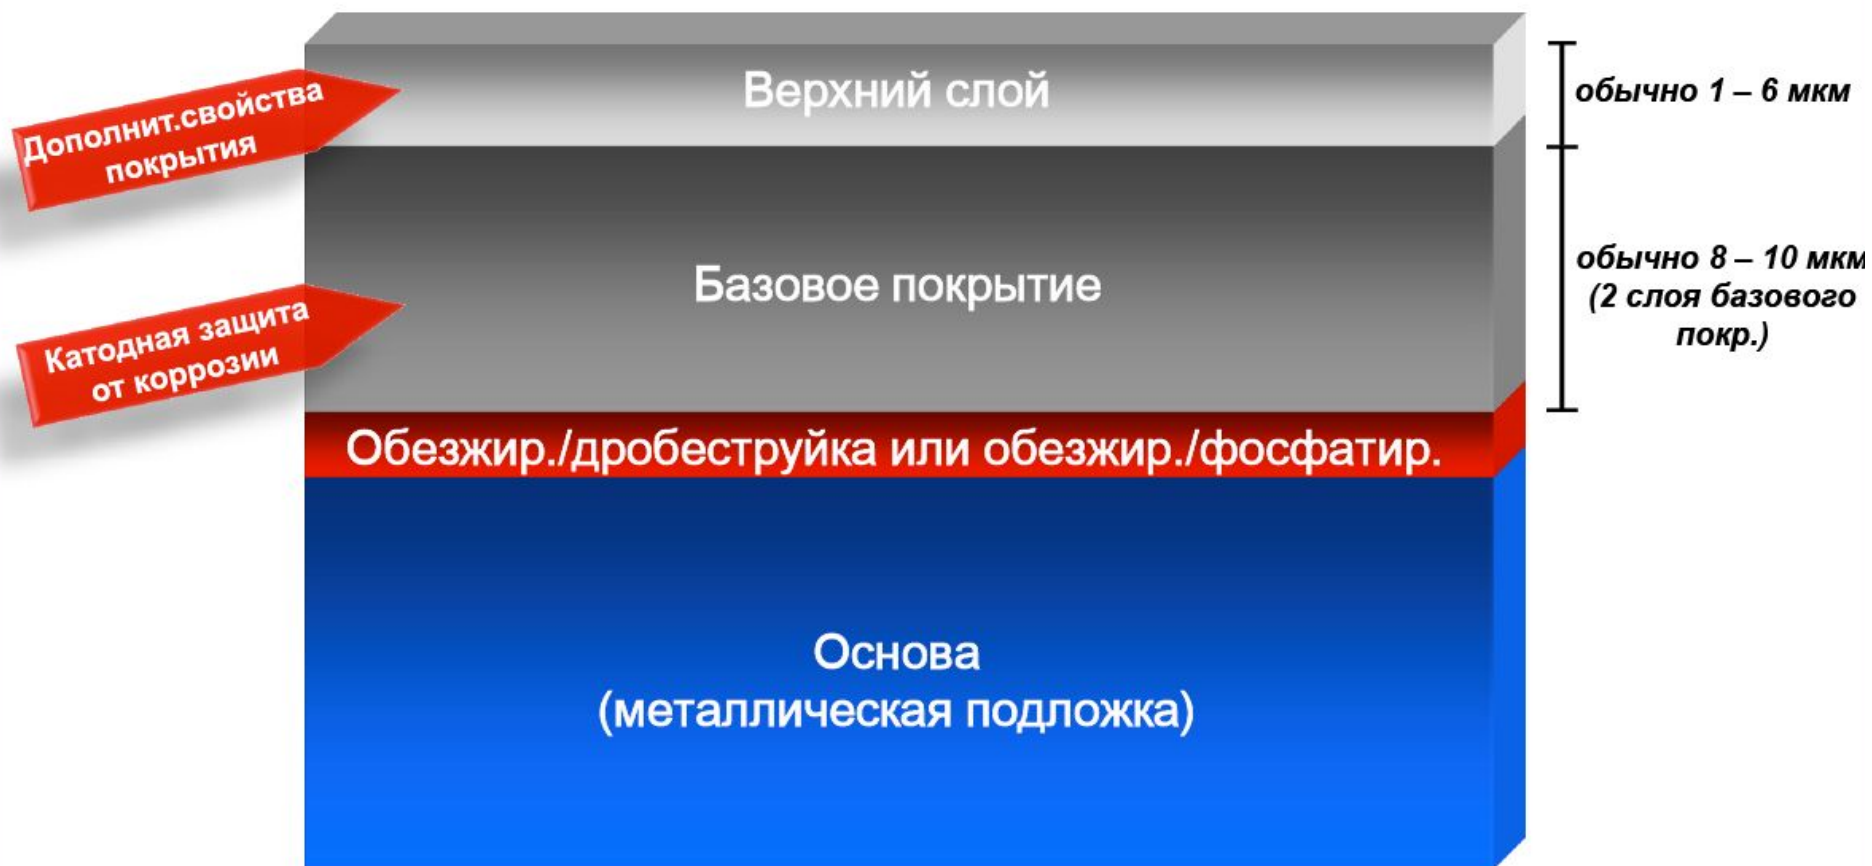 Верхний слой
обычно 1 – 6 мкм
Дополнит.свойства
покрытия
Базовое покрытие
обычно 8 – 10 мкм
(2 слоя базового
покр.)
Катодная защита
от коррозии
Обезжир./дробеструйка или обезжир./фосфатир.
Основа
(металлическая подложка)